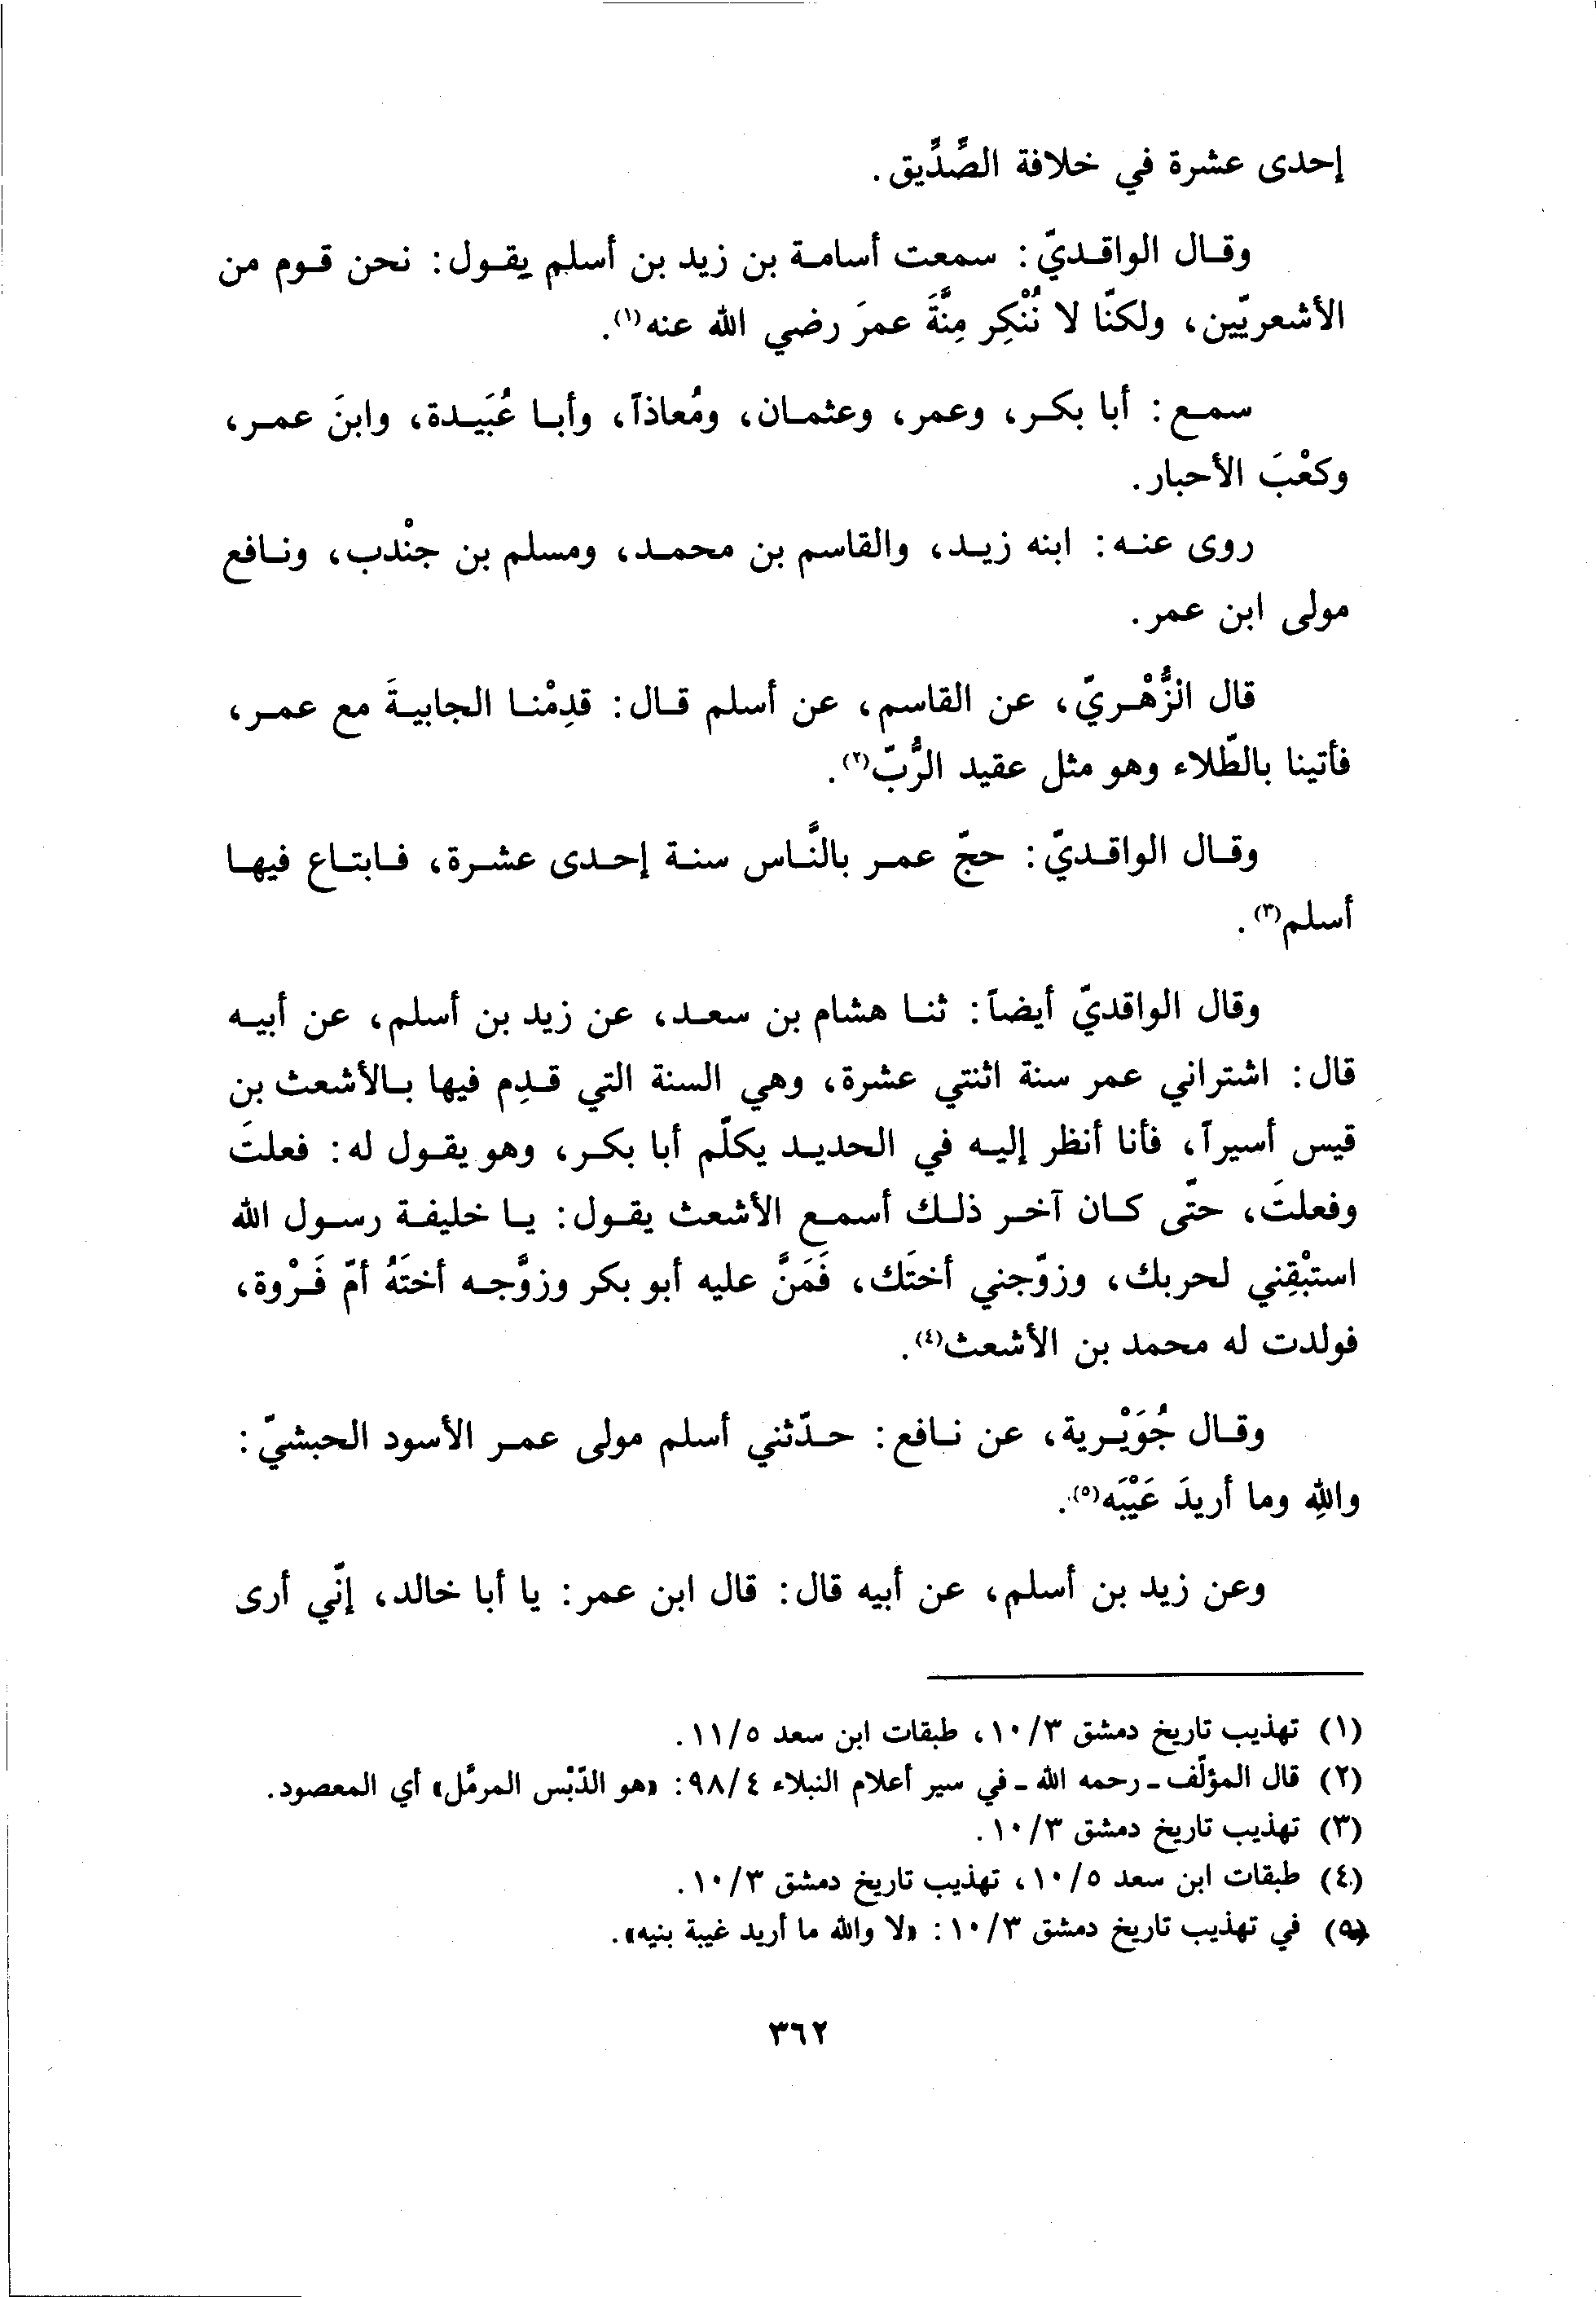 إحدى عشرة في خلافة الصِّدِّيق.
وقال الواقديّ: سمعت أسامة بن زيد بن أسلم يقول: نحن قوم من
الأشعريّين، ولكنّا لا نُنْكِر مِنَّةَ عمرَ رضي الله عنه(١).
سمع: أبا بكر، وعمر، وعثمان، ومُعاذاً، وأبا عُبَيدة، وابنَ عمر،
وكعْبَ الأحبار.
روى عنه: ابنه زيد، والقاسم بن محمد، ومسلم بن جنْدب، ونافع
مولى ابن عمر.
قال الزُّهْريّ، عن القاسم، عن أسلم قال: قدِمْنا الجابيةَ مع عمر،
فأتينا بالطّلاء وهو مثل عقيد الرُّبّ(٢).
وقال الواقديّ: حجّ عمر بالنَّاس سنة إحدى عشرة، فابتاع فيها
أسلم(٣).
وقال الواقديّ أيضاً: ثنا هشام بن سعد، عن زيد بن أسلم، عن أبيه
قال: اشتراني عمر سنة اثنتي عشرة، وهي السنة التي قدِم فيها بالأشعث بن
قيس أسيراً، فأنا أنظر إليه في الحديد يكلّم أبا بكر، وهو يقول له: فعلتَ
وفعلتَ، حتّى كان آخر ذلك أسمع الأشعث يقول: يا خليفة رسول الله
استبْقِني لحربك، وزوّجني أختَك، فَمَنَّ عليه أبو بكر وزوَّجه أختَهُ أمّ فَرْوة،
فولدت له محمد بن الأشعث(٤).
وقال جُوَيْرية، عن نافع: حدّثني أسلم مولى عمر الأسود الحبشيّ:
واللهِ وما أريدَ عَيْبَه(٥).
وعن زيد بن أسلم، عن أبيه قال: قال ابن عمر: يا أبا خالد، إنّي أرى
(١) تهذيب تاريخ دمشق ١٠/٣، طبقات ابن سعد ١١/٥.
(٢) قال المؤلّف - رحمه الله - في سير أعلام النبلاء ٩٨/٤: «هو الدّبْس المرمَّل» أي المعصود.
(٣) تهذيب تاريخ دمشق ١٠/٣.
(٤) طبقات ابن سعد ١٠/٥، تهذيب تاريخ دمشق ١٠/٣.
(٥) في تهذيب تاريخ دمشق ١٠/٣: «لا والله ما أريد غيبة بنيه».
٣٦٢